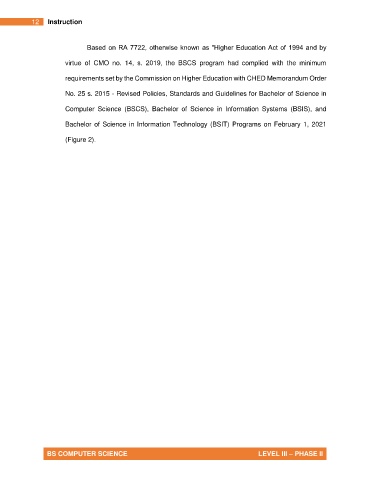 12 Instruction
Based on RA 7722, otherwise known as "Higher Education Act of 1994 and by
virtue of CMO no. 14, s. 2019, the BSCS program had complied with the minimum
requirements set by the Commission on Higher Education with CHED Memorandum Order
No. 25 s. 2015 - Revised Policies, Standards and Guidelines for Bachelor of Science in
Computer Science (BSCS), Bachelor of Science in Information Systems (BSIS), and
Bachelor of Science in Information Technology (BSIT) Programs on February 1, 2021
(Figure 2).
BS COMPUTER SCIENCE LEVEL III – PHASE II